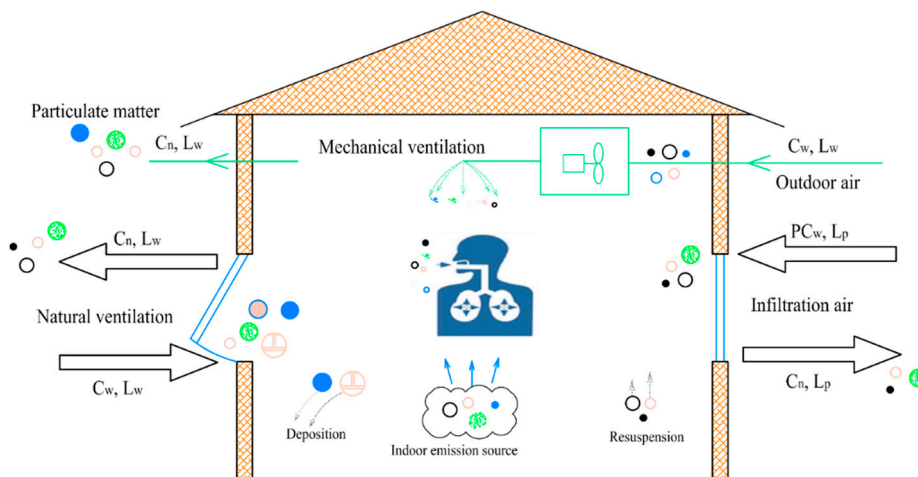 Particulate matter
Cn, Lw
Mechanical ventilation
Cw, Lw
Outdoor air
Cn, Lw
PCw, Lp
Natural ventilation
Infiltration air
Cw, Lw
Cn, Lp
Deposition
Indoor emission source
Resuspension